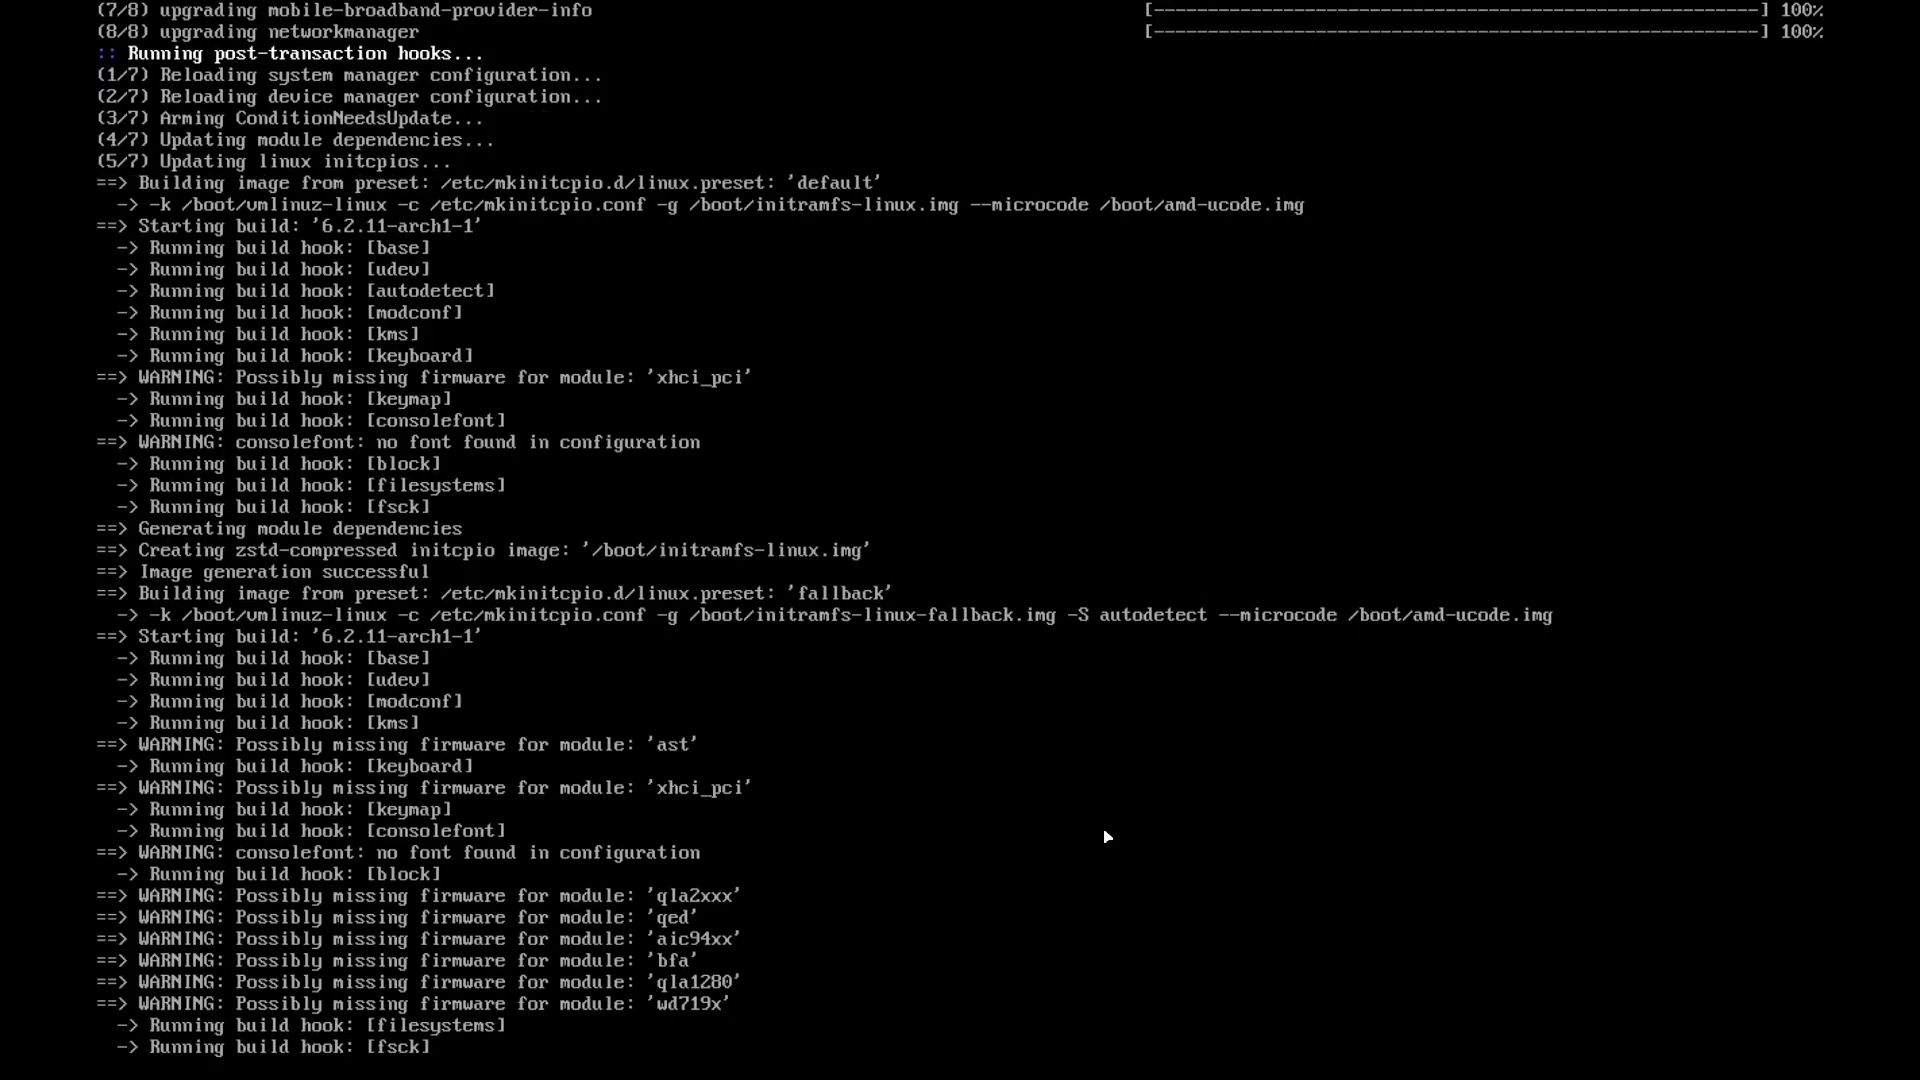 (7/8) upgrading mobile-broadband-provider-info [---------------------------------------------------------] 100%
(8/8) upgrading networkmanager [---------------------------------------------------------] 100%
:: Running post-transaction hooks...
(1/7) Reloading system manager configuration...
(2/7) Reloading device manager configuration...
(3/7) Arming ConditionNeedsUpdate...
(4/7) Updating module dependencies...
(5/7) Updating linux initcpios...
==> Building image from preset: /etc/mkinitcpio.d/linux.preset: 'default'
  -> -k /boot/vmlinuz-linux -c /etc/mkinitcpio.conf -g /boot/initramfs-linux.img --microcode /boot/amd-ucode.img
==> Starting build: '6.2.11-arch1-1'
  -> Running build hook: [base]
  -> Running build hook: [udev]
  -> Running build hook: [autodetect]
  -> Running build hook: [modconf]
  -> Running build hook: [kms]
  -> Running build hook: [keyboard]
==> WARNING: Possibly missing firmware for module: 'xhci_pci'
  -> Running build hook: [keymap]
  -> Running build hook: [consolefont]
==> WARNING: consolefont: no font found in configuration
  -> Running build hook: [block]
  -> Running build hook: [filesystems]
  -> Running build hook: [fsck]
==> Generating module dependencies
==> Creating zstd-compressed initcpio image: '/boot/initramfs-linux.img'
==> Image generation successful
==> Building image from preset: /etc/mkinitcpio.d/linux.preset: 'fallback'
  -> -k /boot/vmlinuz-linux -c /etc/mkinitcpio.conf -g /boot/initramfs-linux-fallback.img -S autodetect --microcode /boot/amd-ucode.img
==> Starting build: '6.2.11-arch1-1'
  -> Running build hook: [base]
  -> Running build hook: [udev]
  -> Running build hook: [modconf]
  -> Running build hook: [kms]
==> WARNING: Possibly missing firmware for module: 'ast'
  -> Running build hook: [keyboard]
==> WARNING: Possibly missing firmware for module: 'xhci_pci'
  -> Running build hook: [keymap]
  -> Running build hook: [consolefont]
==> WARNING: consolefont: no font found in configuration
  -> Running build hook: [block]
==> WARNING: Possibly missing firmware for module: 'qla2xxx'
==> WARNING: Possibly missing firmware for module: 'qed'
==> WARNING: Possibly missing firmware for module: 'aic94xx'
==> WARNING: Possibly missing firmware for module: 'bfa'
==> WARNING: Possibly missing firmware for module: 'qla1280'
==> WARNING: Possibly missing firmware for module: 'wd719x'
  -> Running build hook: [filesystems]
  -> Running build hook: [fsck]